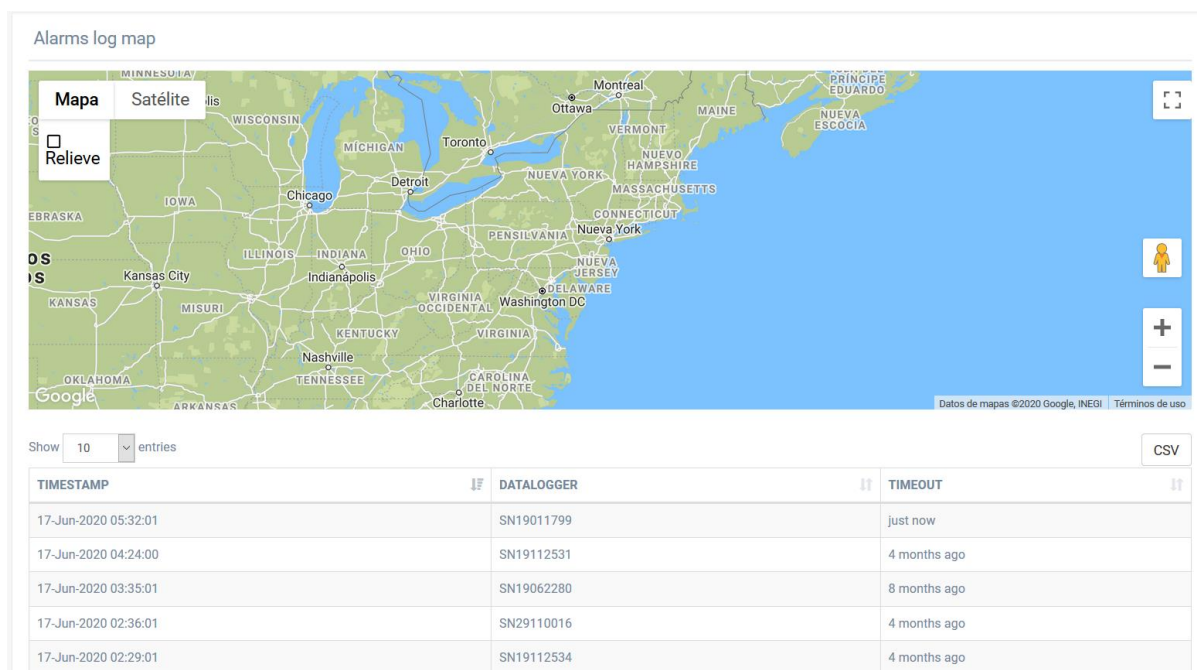 Alarms log map
MINNESOTA
Mapa
Satélite
lis
Relieve
WISCONSIN
MÍCHIGAN
Toronto
Ottawa
Montreal
MAINE
PRÍNCIPE
EDUARDO
NUEVA
ESCOCIA
VERMONT
NUEVO
HAMPSHIRE
NUEVA YORK
MASSACHUSETTS
CONNECTICUT
Detroit
Chicago
IOWA
EBRASKA
PENSILVANIA
Nueva York
ILLINOIS
INDIANA
OHIO
NUEVA
JERSEY
OS
S
Kansas City
Indianápolis
DELAWARE
Washington DC
KANSAS
MISURI
VIRGINIA
OCCIDENTAL
KENTUCKY
VIRGINIA
Nashville
TENNESSEE
OKLAHOMA
CAROLINA
DEL NORTE
Charlotte
Google
ARKANSAS
Datos de mapas ©2020 Google, INEGI
Términos de uso
Show 10 entries
CSV
TIMESTAMP DATALOGGER TIMEOUT
17-Jun-2020 05:32:01 SN19011799 just now
17-Jun-2020 04:24:00 SN19112531 4 months ago
17-Jun-2020 03:35:01 SN19062280 8 months ago
17-Jun-2020 02:36:01 SN29110016 4 months ago
17-Jun-2020 02:29:01 SN19112534 4 months ago